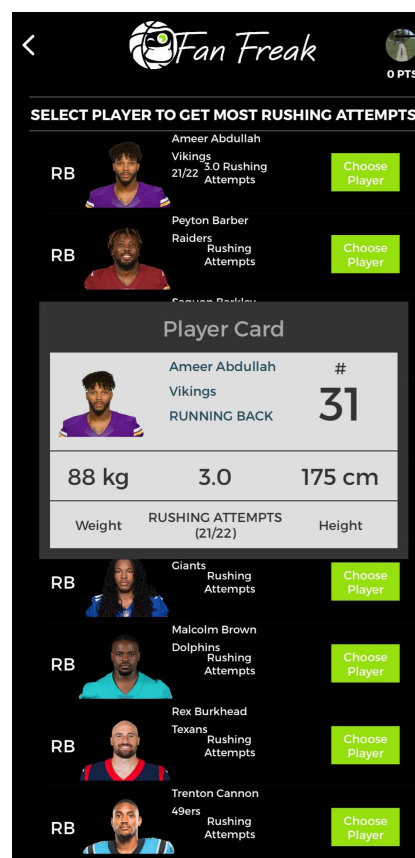 Fan Freak
0 PTS
SELECT PLAYER TO GET MOST RUSHING ATTEMPTS
Ameer Abdullah
Vikings
RB
21/22 3.0 Rushing
Attempts
Choose
Player
Peyton Barber
Raiders
RB
Rushing
Attempts
Choose
Player
Saquon Barkley
Player Card
Ameer Abdullah
Vikings
RUNNING BACK
#
31
88 kg
3.0
175 cm
Weight
RUSHING ATTEMPTS
(21/22)
Height
Giants
RB
Rushing
Attempts
Choose
Player
Malcolm Brown
Dolphins
RB
Rushing
Attempts
Choose
Player
Rex Burkhead
Texans
RB
Rushing
Attempts
Choose
Player
Trenton Cannon
49ers
RB
Rushing
Attempts
Choose
Player